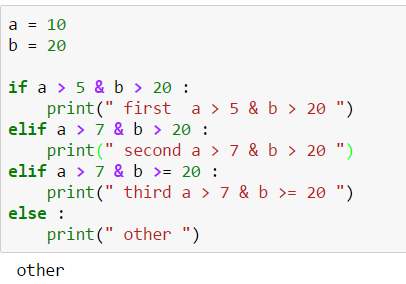 a = 10
b = 20
if a > 5 & b > 20 :
print(" first  a > 5 & b > 20 ")
elif a > 7 & b > 20 :
print(" second a > 7 & b > 20 ")
elif a > 7 & b >= 20 :
print(" third a > 7 & b >= 20 ")
else :
print(" other ")
other